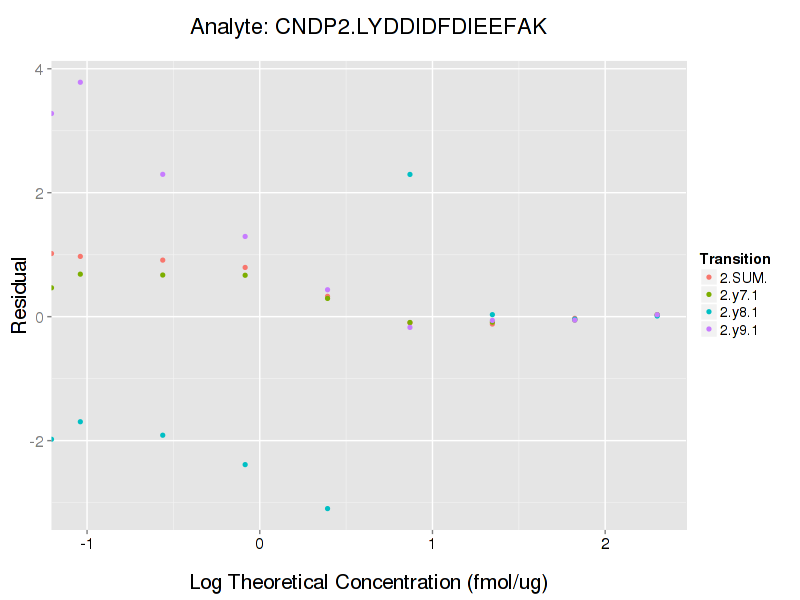 Analyte: CNDP2.LYDDIDFDIEEFAK
4
2
0
-2
Residual
-1 0 1 2
Log Theoretical Concentration (fmol/ug)
Transition
2.SUM.
2.y7.1
2.y8.1
2.y9.1